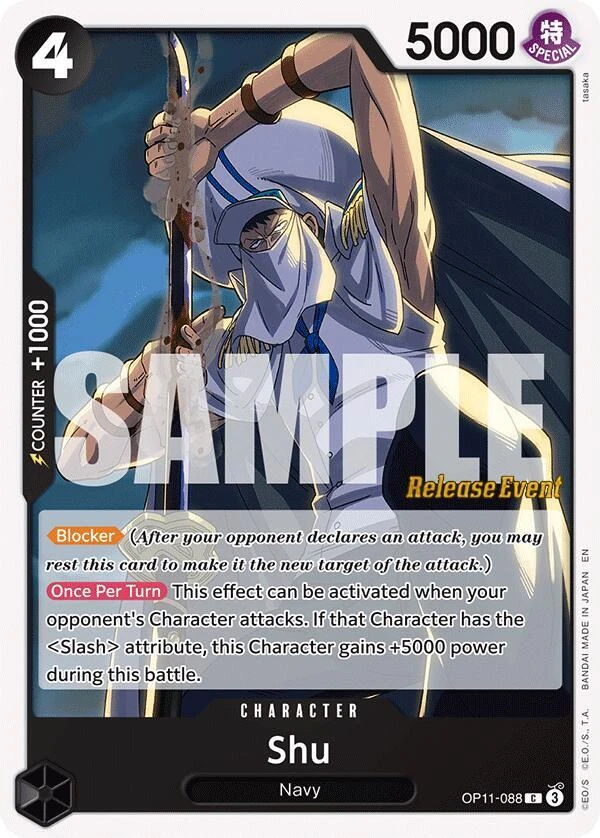 4
5000
特
SPECIAL
tasaka
COUNTER +1000
SAMPLE
Release Event
Blocker (After your opponent declares an attack, you may
rest this card to make it the new target of the attack.)
Once Per Turn This effect can be activated when your
opponent's Character attacks. If that Character has the
<Slash> attribute, this Character gains +5000 power
during this battle.
CHARACTER
Shu
Navy
OP11-088 C 3
©EO/S ©E.O./S., T.A. BANDAI MADE IN JAPAN EN